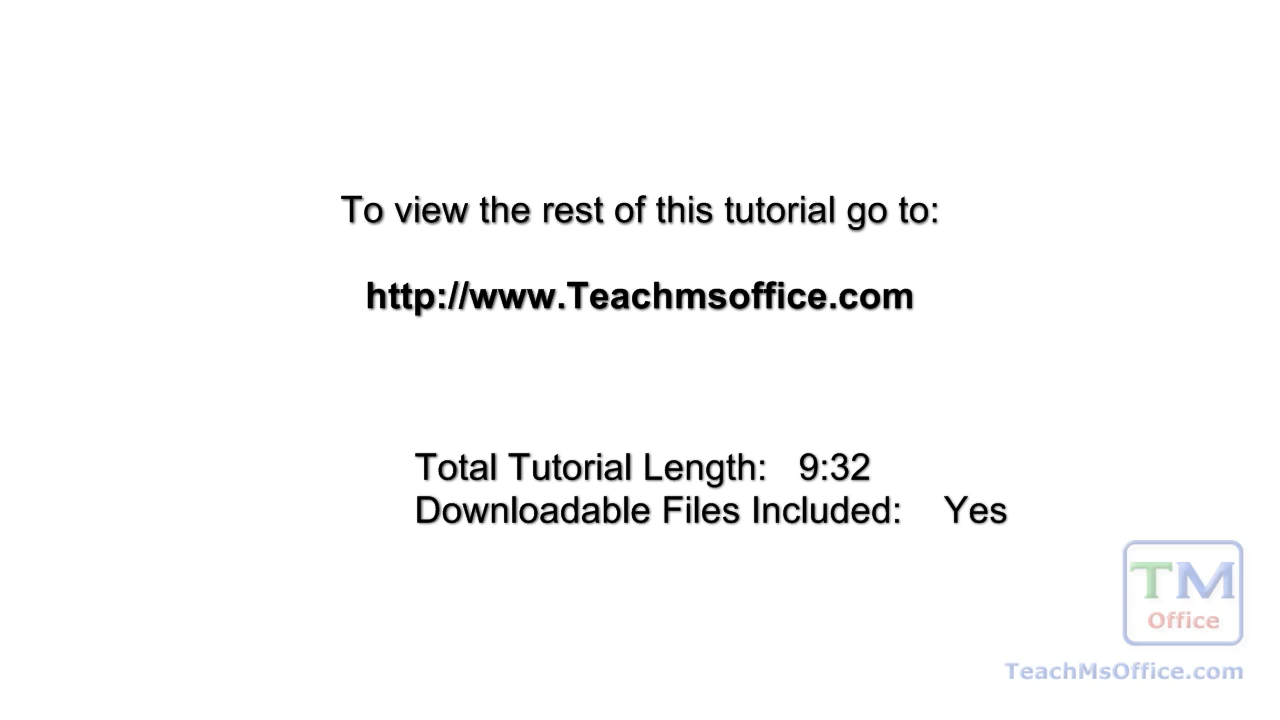 To view the rest of this tutorial go to:
http://www.Teachmsoffice.com
Total Tutorial Length: 9:32
Downloadable Files Included: Yes
TM
Office
TeachMsOffice.com